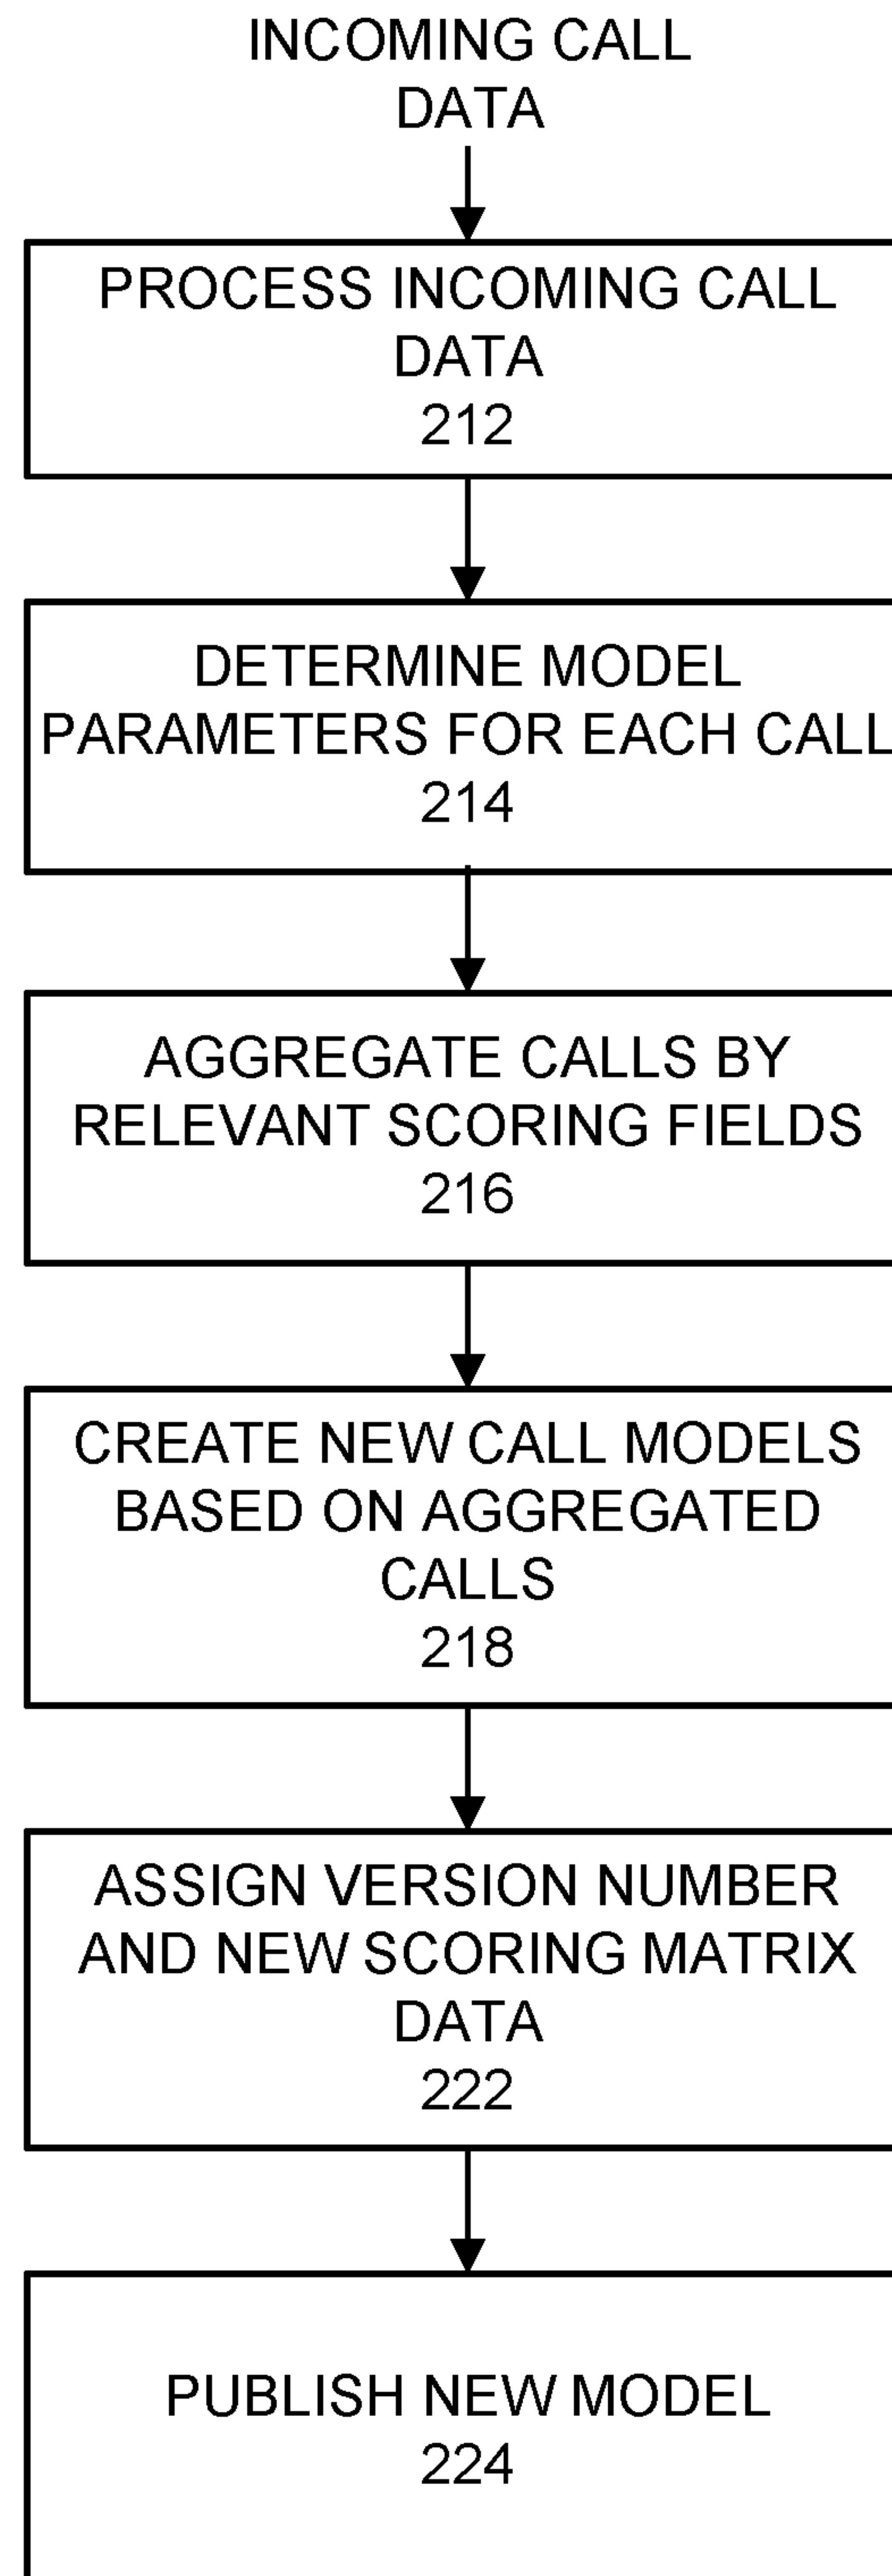 INCOMING CALL
DATA
PROCESS INCOMING CALL
DATA
212
DETERMINE MODEL
PARAMETERS FOR EACH CALL
214
AGGREGATE CALLS BY
RELEVANT SCORING FIELDS
216
CREATE NEW CALL MODELS
BASED ON AGGREGATED
CALLS
218
ASSIGN VERSION NUMBER
AND NEW SCORING MATRIX
DATA
222
PUBLISH NEW MODEL
224